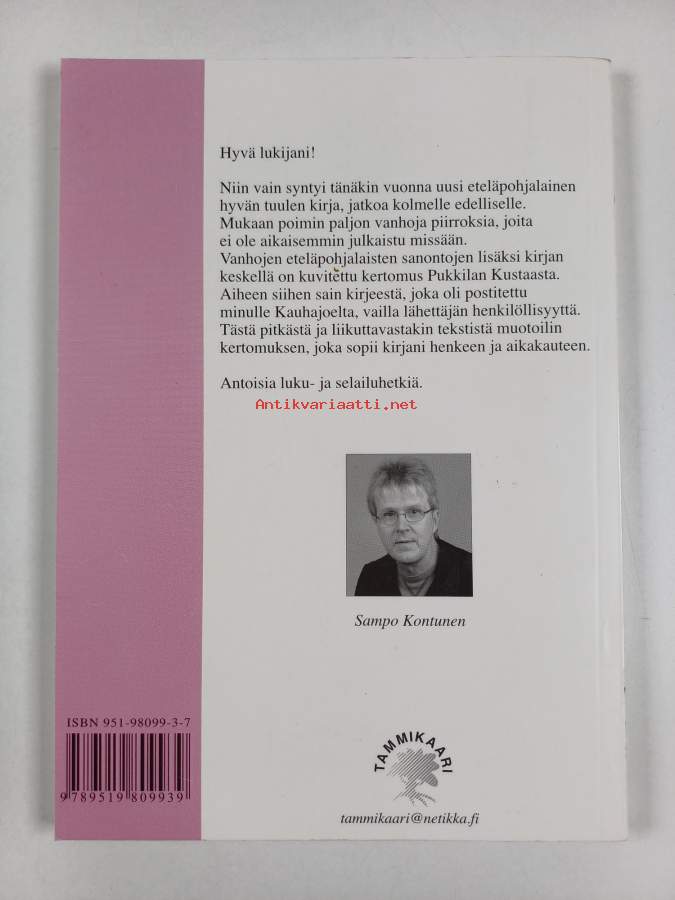 Hyvä lukijani!
Niin vain syntyi tänäkin vuonna uusi eteläpohjalainen
hyvän tuulen kirja, jatkoa kolmelle edelliselle.
Mukaan poimin paljon vanhoja piirroksia, joita
ei ole aikaisemmin julkaistu missään.
Vanhojen eteläpohjalaisten sanontojen lisäksi kirjan
keskellä on kuvitettu kertomus Pukkilan Kustaasta.
Aiheen siihen sain kirjeestä, joka oli postitettu
minulle Kauhajoelta, vailla lähettäjän henkilöllisyyttä.
Tästä pitkästä ja liikuttavastakin tekstistä muotoilin
kertomuksen, joka sopii kirjani henkeen ja aikakauteen.
Antoisia luku- ja selailuhetkiä.
Antikvariaatti.net
Sampo Kontunen
ISBN 951-98099-3-7
9 789519 809939
TAMMIKAARI
tammikaari@netikka.fi